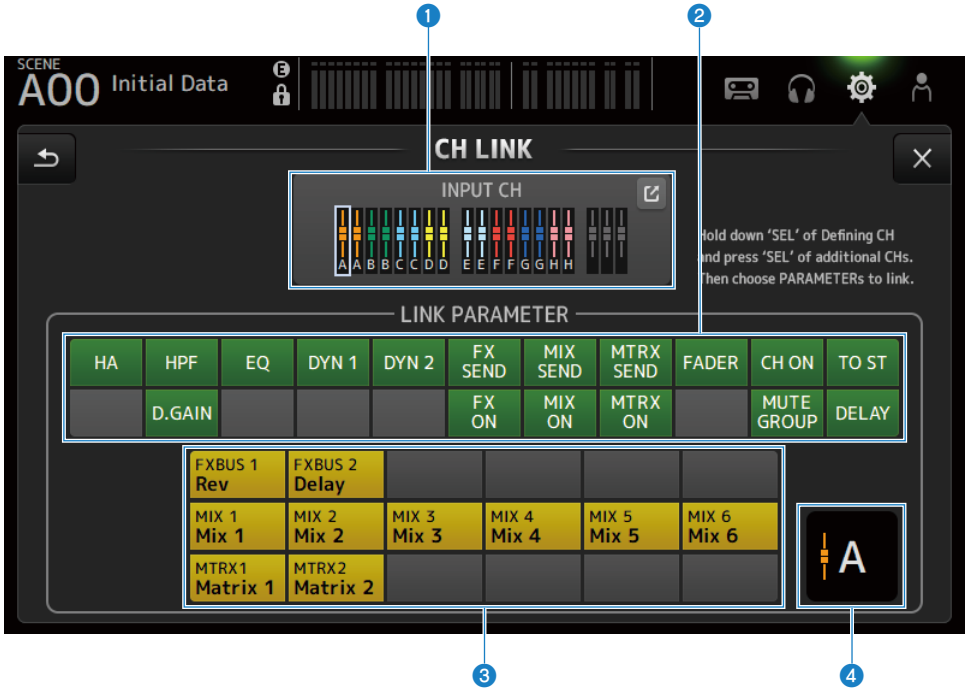 1
2
SCENE
A00 Initial Data
E
CH LINK
INPUT CH
A A B B C C D D E E F F G G H H
Hold down ‘SEL’ of Defining CH
and press ‘SEL’ of additional CHs.
Then choose PARAMETERs to link.
LINK PARAMETER
HA HPF EQ DYN 1 DYN 2 FX SEND MIX SEND MTRX SEND FADER CH ON TO ST
D.GAIN FX ON MIX ON MTRX ON MUTE GROUP DELAY
FXBUS 1 FXBUS 2
Rev Delay
MIX 1 MIX 2 MIX 3 MIX 4 MIX 5 MIX 6
Mix 1 Mix 2 Mix 3 Mix 4 Mix 5 Mix 6
MTRX1 MTRX2
Matrix 1 Matrix 2
A
3
4